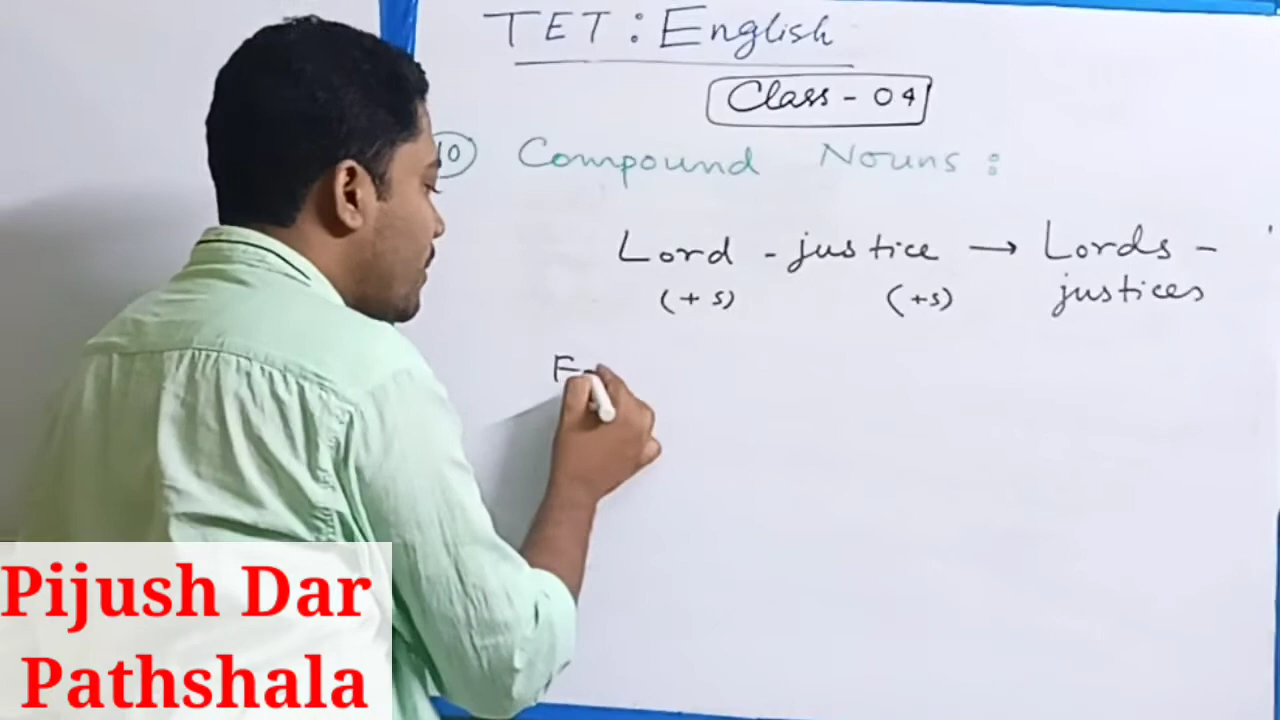 TET : English
Class - 04
10 Compound Nouns :
Lord - justice → Lords -
(+ s) (+s) justices
F
Pijush Dar
Pathshala